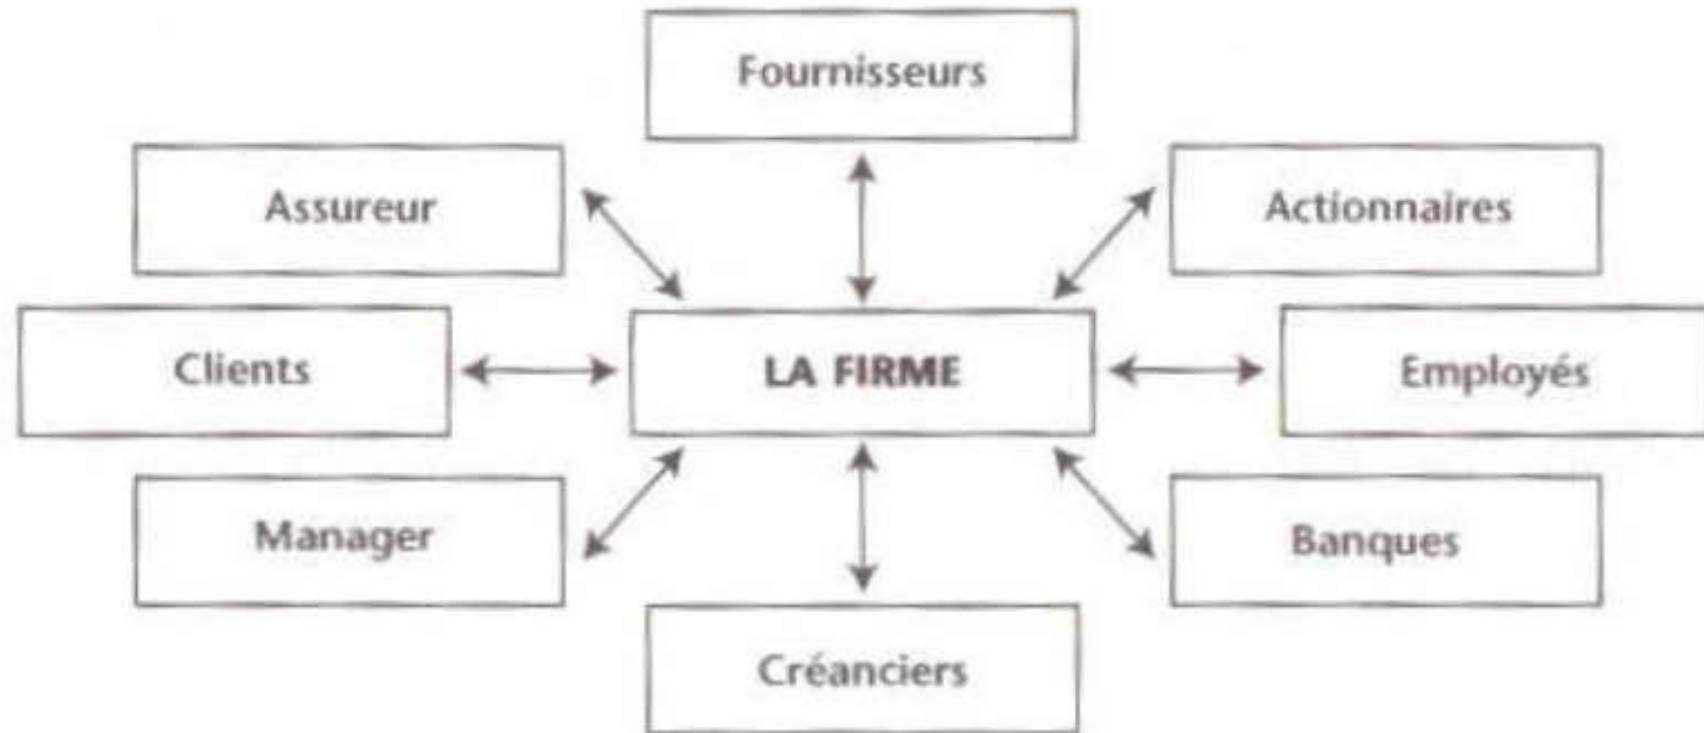 Fournisseurs
Assureur
Actionnaires
Clients
LA FIRME
Employés
Manager
Banques
Créanciers